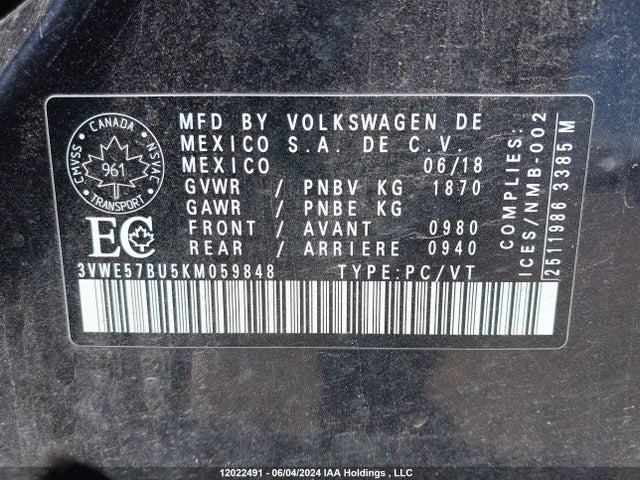 MFD BY VOLKSWAGEN DE
MEXICO S.A. DE C.V.
MEXICO 06/18
GVWR / PNBV KG 1870
GAWR / PNBE KG
FRONT / AVANT 0980
REAR / ARRIERE 0940
3VWE57BU5KM059848 TYPE:PC/VT
CANADA
CMVSS
NSVAC
961
TRANSPORT
EC
COMPLIES:
ICES/NMB-002
2511986 3385 M
12022491 - 06/04/2024 IAA Holdings , LLC